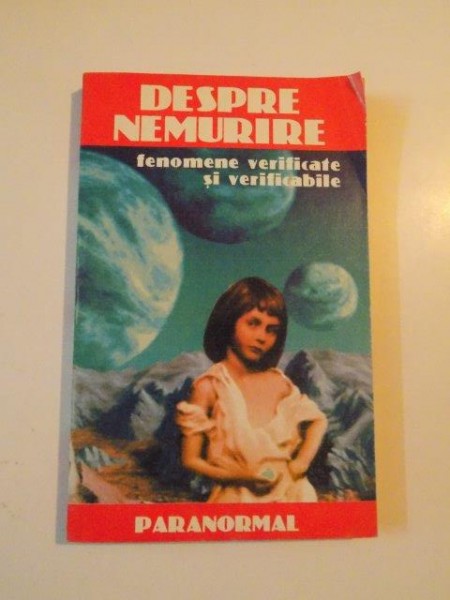 DESPRE
NEMURIRE
fenomene verificate
și verificabile
PARANORMAL